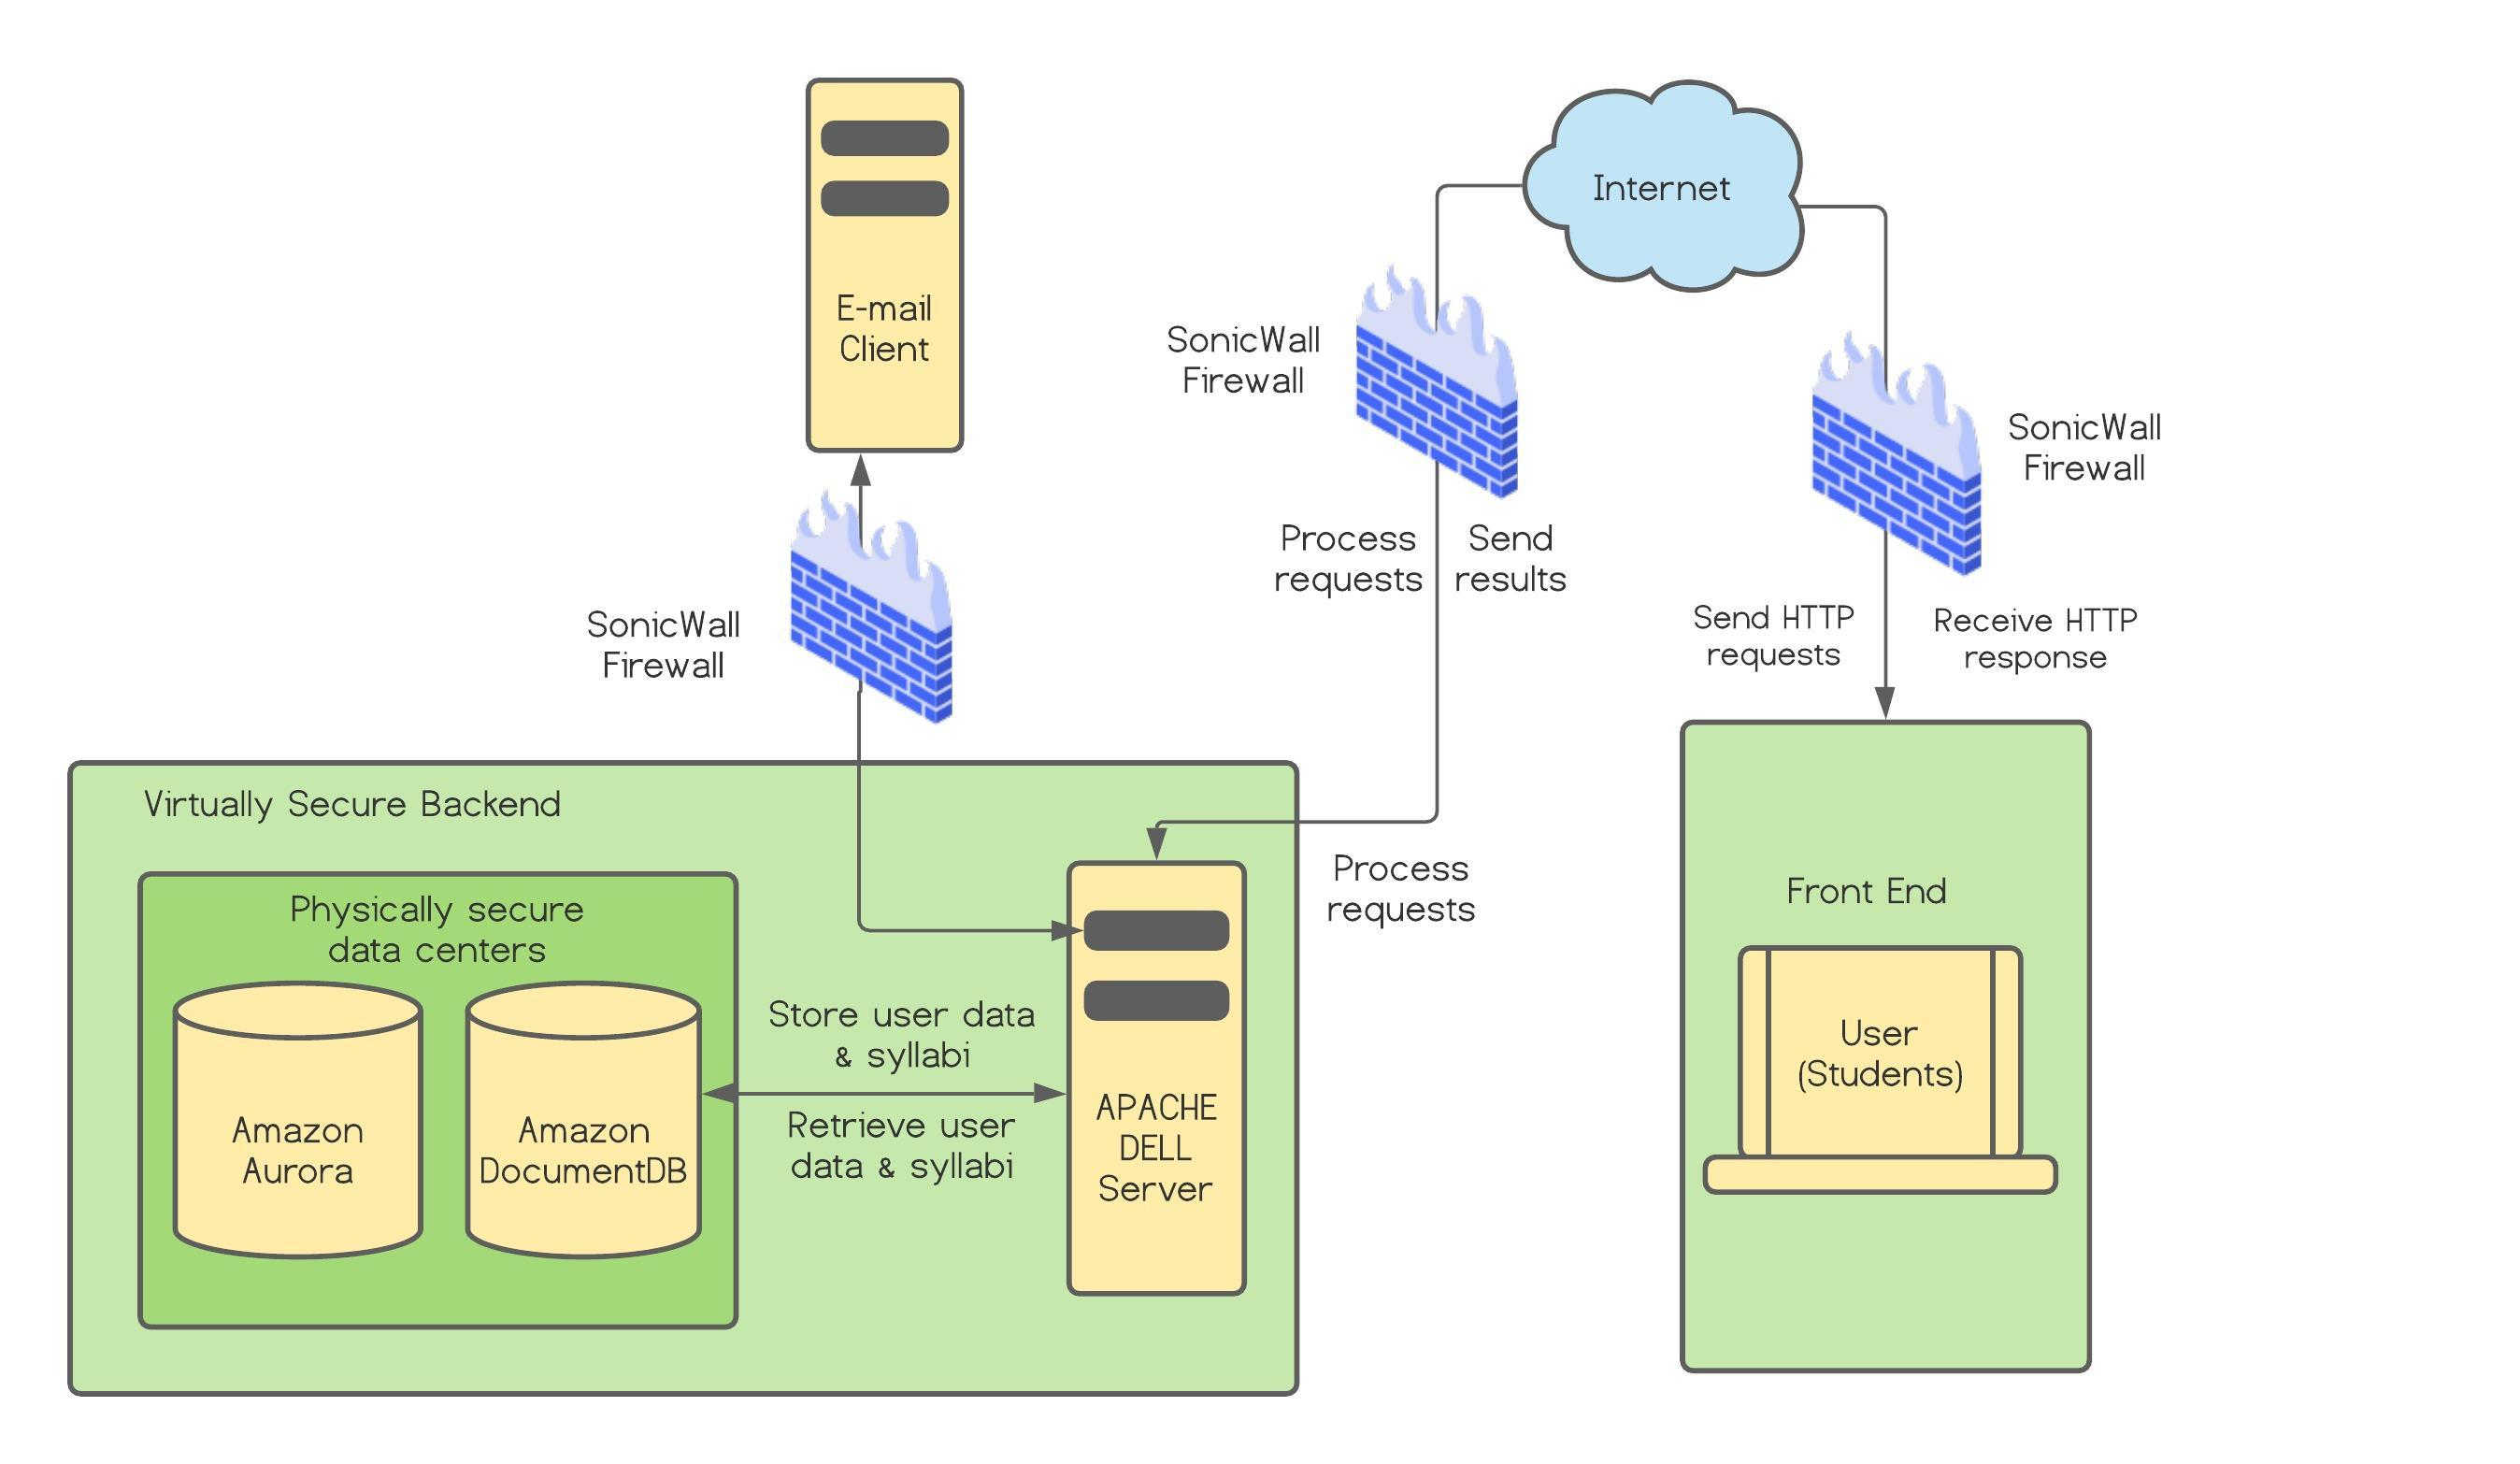 E-mail
Client
Internet
SonicWall
Firewall
SonicWall
Firewall
SonicWall
Firewall
Process
requests
Send
results
Send HTTP
requests
Receive HTTP
response
Virtually Secure Backend
Process
requests
Physically secure
data centers
Amazon
Aurora
Amazon
DocumentDB
Store user data
& syllabi
Retrieve user
data & syllabi
APACHE
DELL
Server
Front End
User
(Students)